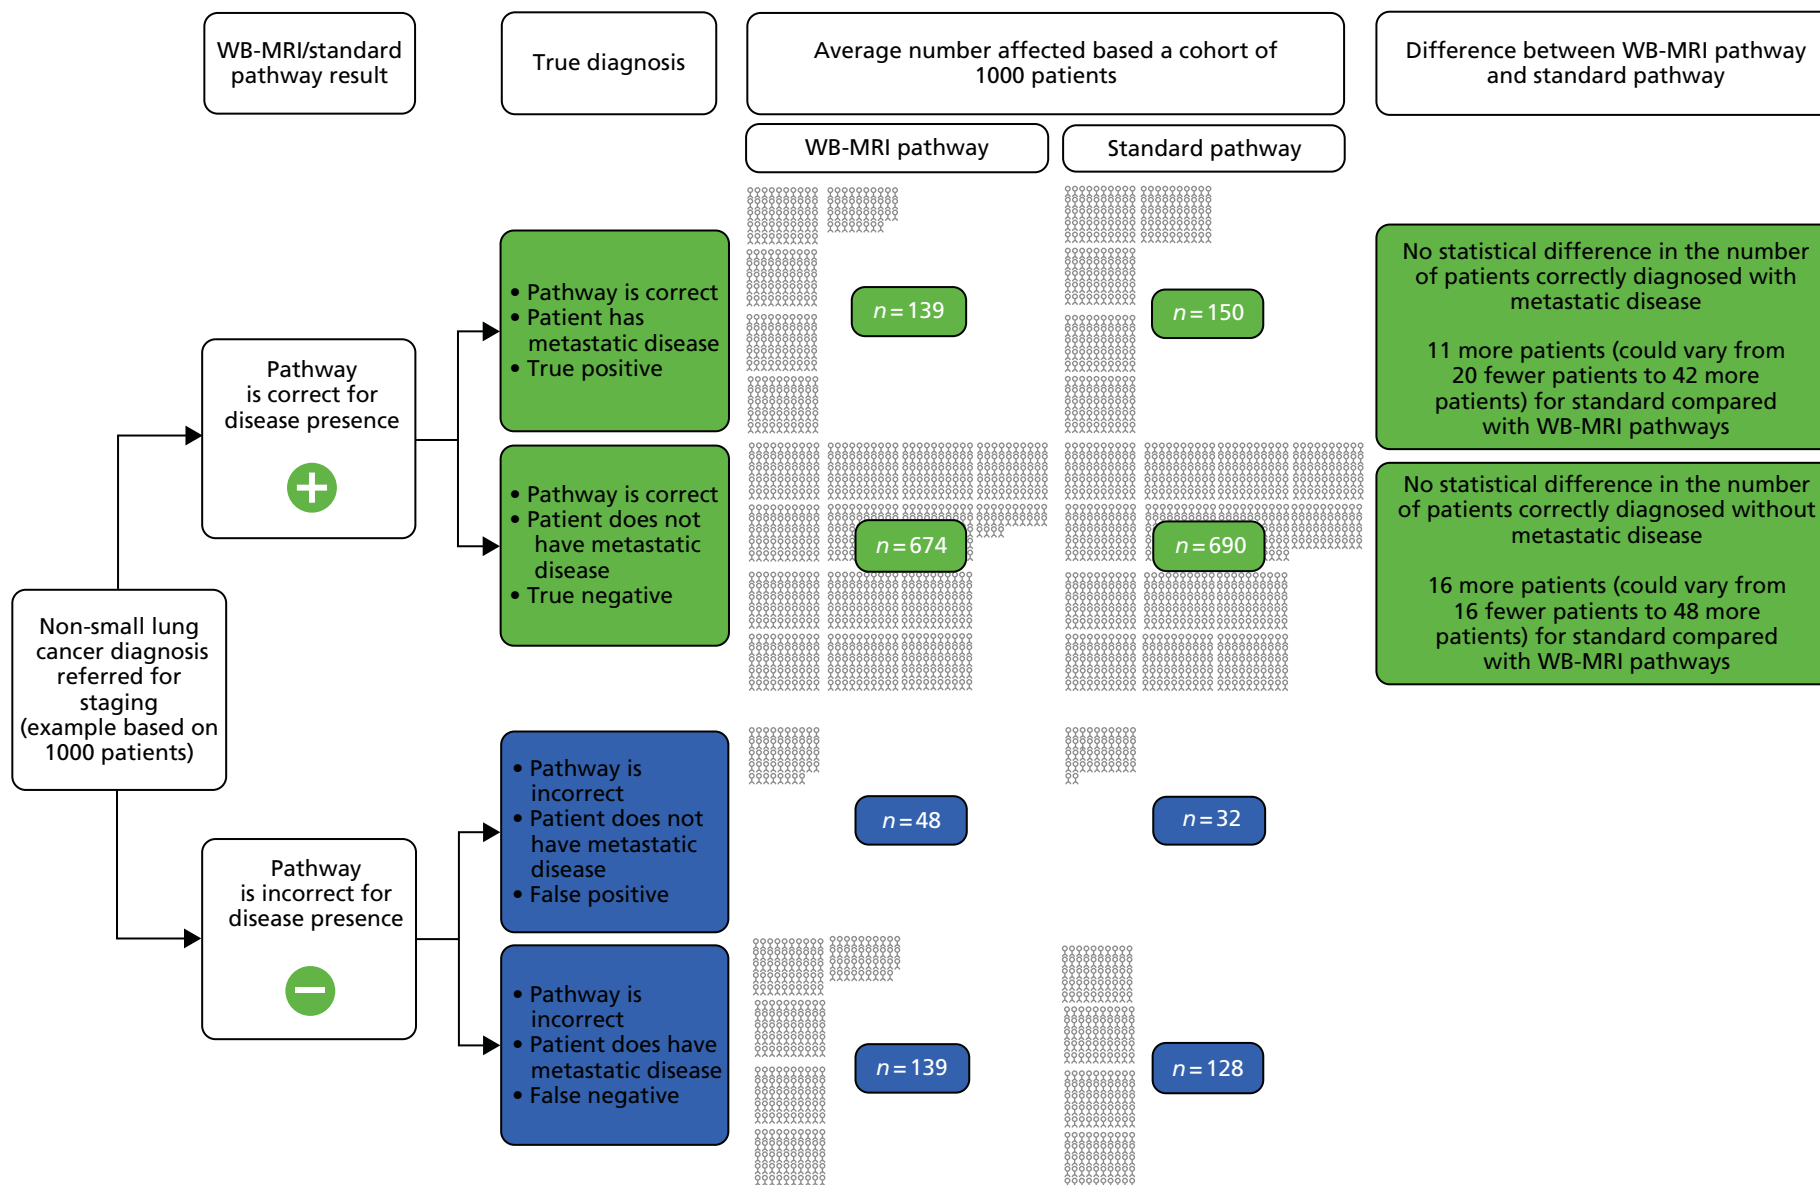 WB-MRI/standard
pathway result
True diagnosis
Average number affected based a cohort of
1000 patients
Difference between WB-MRI pathway
and standard pathway
WB-MRI pathway
Standard pathway
Non-small lung
cancer diagnosis
referred for
staging
(example based on
1000 patients)
Pathway
is correct for
disease presence
• Pathway is correct
• Patient has
metastatic disease
• True positive
n=139
n=150
No statistical difference in the number
of patients correctly diagnosed with
metastatic disease
11 more patients (could vary from
20 fewer patients to 42 more
patients) for standard compared
with WB-MRI pathways
• Pathway is correct
• Patient does not
have metastatic
disease
• True negative
n=674
n=690
No statistical difference in the number
of patients correctly diagnosed without
metastatic disease
16 more patients (could vary from
16 fewer patients to 48 more
patients) for standard compared
with WB-MRI pathways
Pathway
is incorrect for
disease presence
• Pathway is
incorrect
• Patient does not
have metastatic
disease
• False positive
n=48
n=32
• Pathway is
incorrect
• Patient does have
metastatic disease
• False negative
n=139
n=128